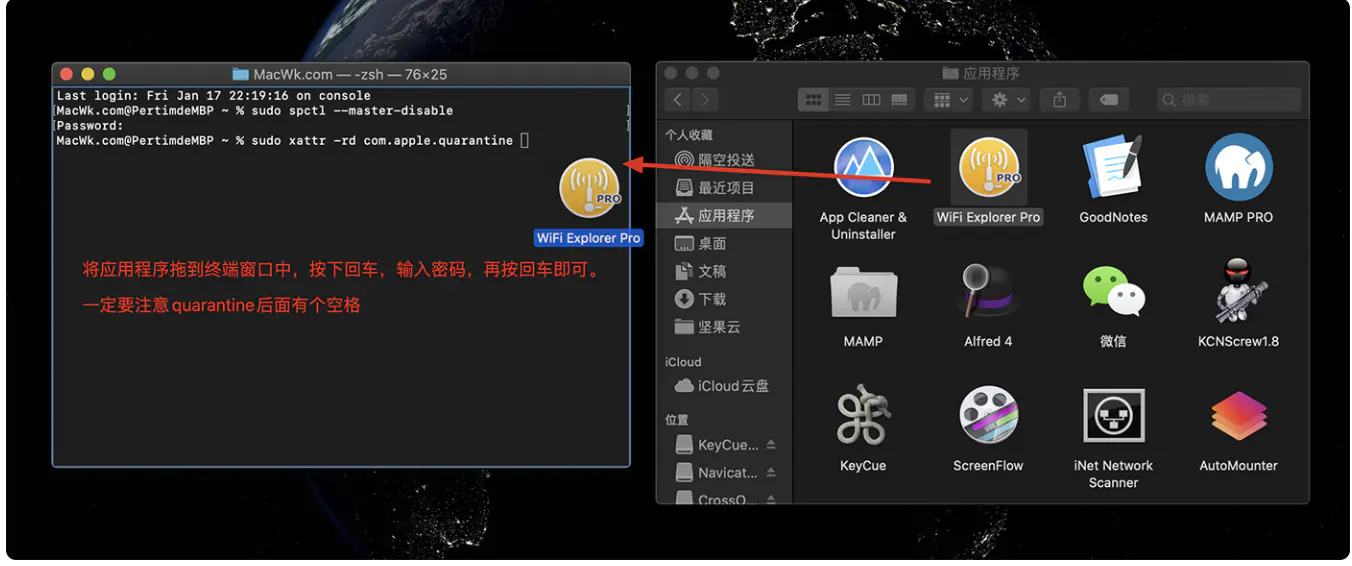 MacWk.com — -zsh — 76×25
Last login: Fri Jan 17 22:19:16 on console
[MacWk.com@PertimdeMBP ~ % sudo spctl --master-disable ]
[Password: ]
MacWk.com@PertimdeMBP ~ % sudo xattr -rd com.apple.quarantine
PRO
WiFi Explorer Pro
将应用程序拖到终端窗口中，按下回车，输入密码，再按回车即可。
一定要注意quarantine后面有个空格
应用程序
搜索
个人收藏
隔空投送
最近项目
应用程序
桌面
文稿
下载
坚果云
iCloud
iCloud云盘
位置
KeyCue...
Navicat...
CrossO...
App Cleaner &
Uninstaller
PRO
WiFi Explorer Pro
GoodNotes
MAMP PRO
MAMP
Alfred 4
微信
KCNScrew1.8
KeyCue
ScreenFlow
iNet Network
Scanner
AutoMounter